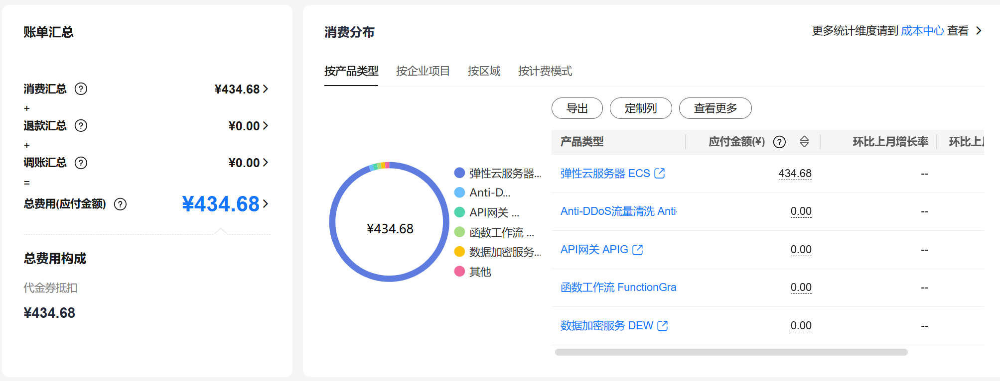 账单汇总
消费汇总 ? ¥434.68
+
退款汇总 ? ¥0.00
+
调账汇总 ? ¥0.00
=
总费用(应付金额) ? ¥434.68
总费用构成
代金券抵扣
¥434.68
消费分布
更多统计维度请到 成本中心 查看
按产品类型 按企业项目 按区域 按计费模式
¥434.68
弹性云服务器...
Anti-D...
API网关 ...
函数工作流 ...
数据加密服务...
其他
导出 定制列 查看更多
产品类型 应付金额(¥) ? 环比上月增长率 环比上
弹性云服务器 ECS 434.68 --
Anti-DDoS流量清洗 Anti- 0.00 --
API网关 APIG 0.00 --
函数工作流 FunctionGra 0.00 --
数据加密服务 DEW 0.00 --